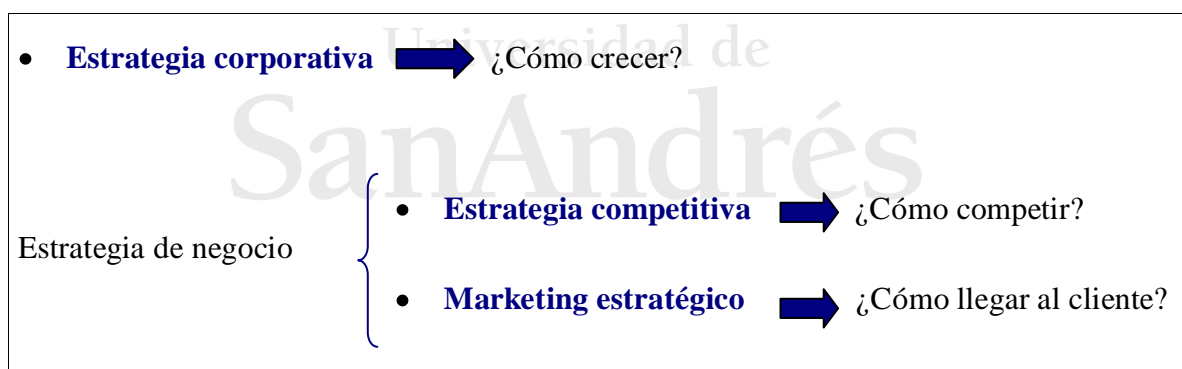 Universidad de
SanAndrés
• Estrategia corporativa ¿Cómo crecer?
• Estrategia competitiva ¿Cómo competir?
Estrategia de negocio
• Marketing estratégico ¿Cómo llegar al cliente?